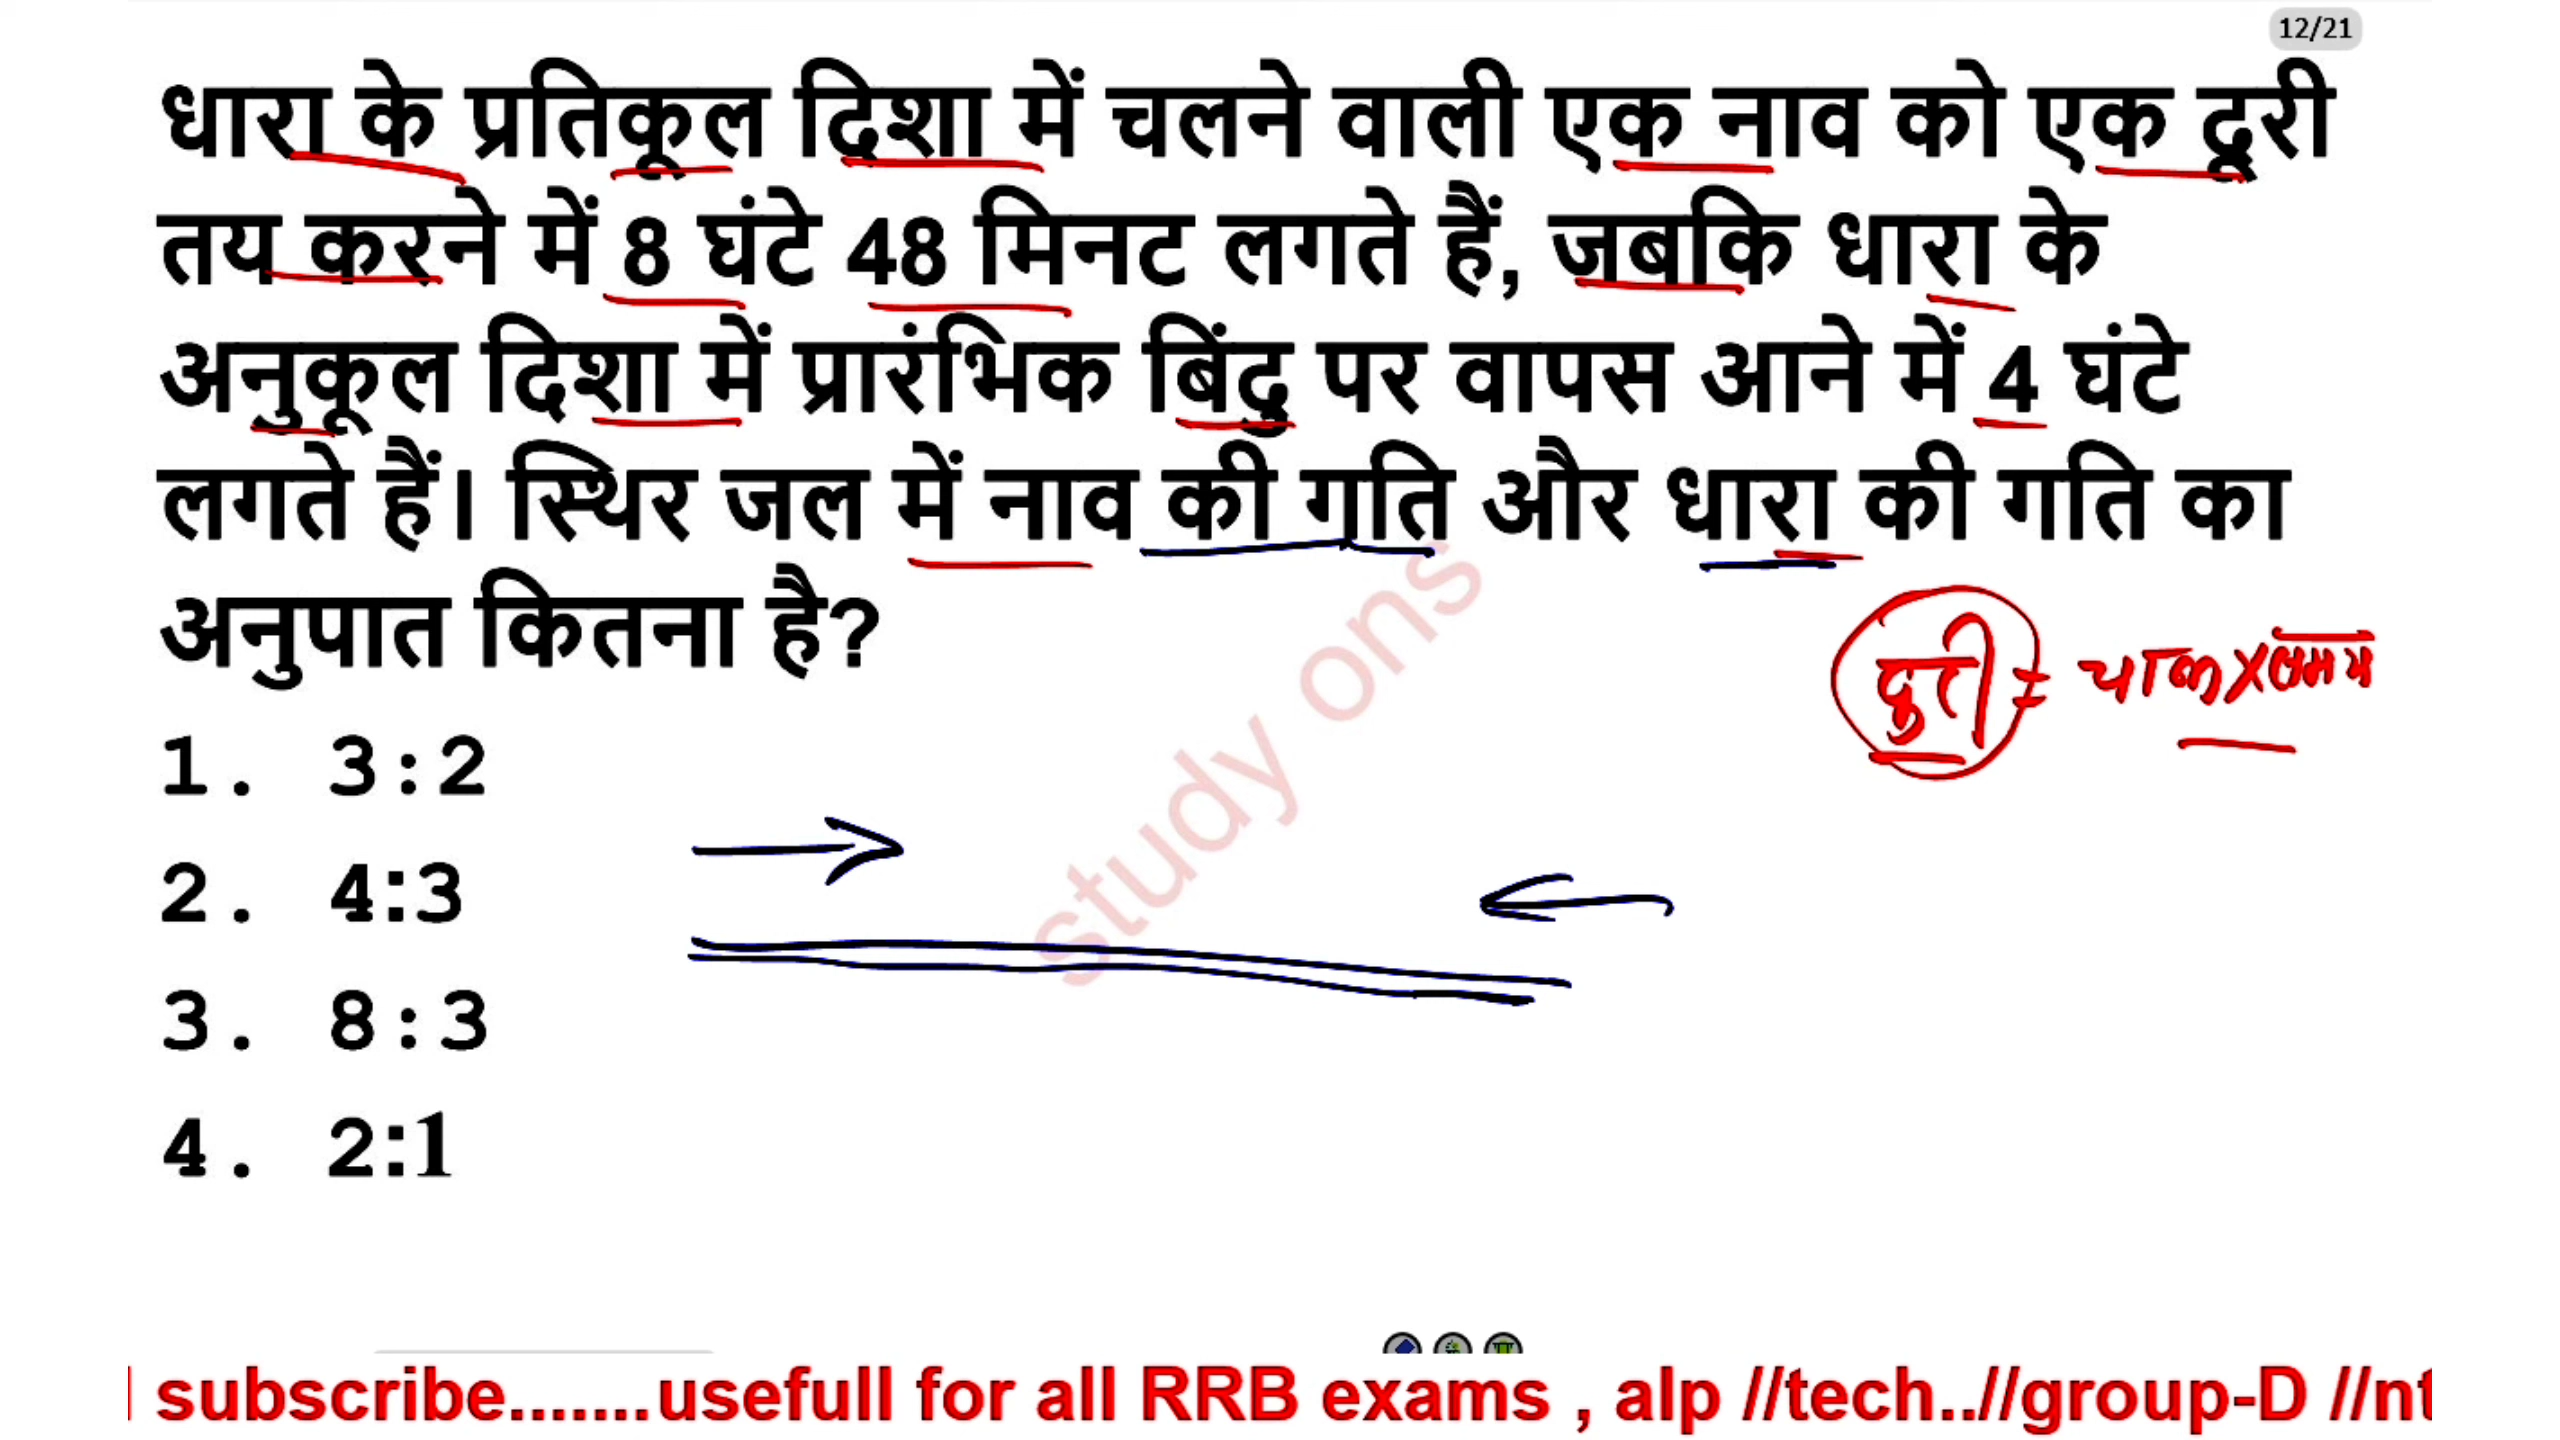 12/21
धारा के प्रतिकूल दिशा में चलने वाली एक नाव को एक दूरी
तय करने में 8 घंटे 48 मिनट लगते हैं, जबकि धारा के
अनुकूल दिशा में प्रारंभिक बिंदु पर वापस आने में 4 घंटे
लगते हैं। स्थिर जल में नाव की गति और धारा की गति का
अनुपात कितना है?
दुरी = चाल X समय
1. 3:2
2. 4:3
3. 8:3
4. 2:1
study ons
subscribe.......usefull for all RRB exams , alp //tech..//group-D //nt